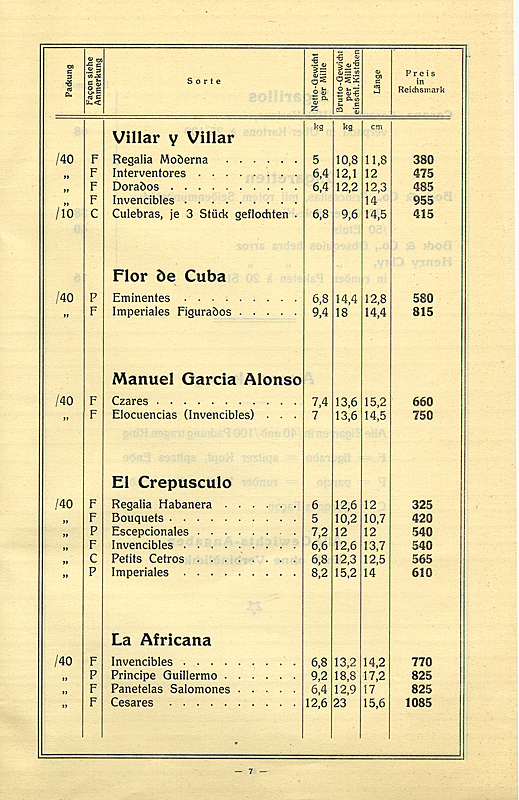 Packung Façon siehe Anmerkung Sorte Netto-Gewicht per Mille Brutto-Gewicht per Mille einschl. Kistchen Länge Preis in Reichsmark
kg kg cm
Villar y Villar
/40 F Regalia Moderna . . . . . . 5 10,8 11,8 380
„ F Interventores . . . . . . . . 6,4 12,1 12 475
„ F Dorados . . . . . . . . . . 6,4 12,2 12,3 485
„ F Invencibles . . . . . . . . . 14 955
/10 C Culebras, je 3 Stück geflochten . 6,8 9,6 14,5 415
Flor de Cuba
/40 P Eminentes . . . . . . . . . 6,8 14,4 12,8 580
„ F Imperiales Figurados . . . . . 9,4 18 14,4 815
Manuel Garcia Alonso
/40 F Czares . . . . . . . . . . . 7,4 13,6 15,2 660
„ F Elocuencias (Invencibles) . . . 7 13,6 14,5 750
El Crepusculo
/40 F Regalia Habanera . . . . . . 6 12,6 12 325
„ F Bouquets . . . . . . . . . . 5 10,2 10,7 420
„ P Escepcionales . . . . . . . . 7,2 12 12 540
„ F Invencibles . . . . . . . . . 6,6 12,6 13,7 540
„ C Petits Cetros . . . . . . . . 6,8 12,3 12,5 565
„ P Imperiales . . . . . . . . . 8,2 15,2 14 610
La Africana
/40 F Invencibles . . . . . . . . . 6,8 13,2 14,2 770
„ P Principe Guillermo . . . . . . 9,2 18,8 17,2 825
„ F Panetelas Salomones . . . . . 6,4 12,9 17 825
„ F Cesares . . . . . . . . . . 12,6 23 15,6 1085
— 7 —